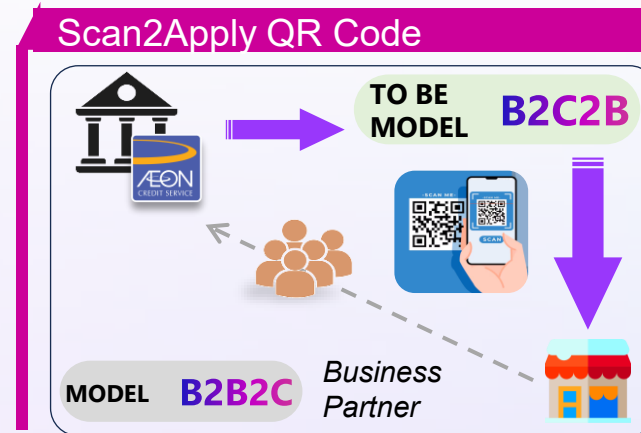 Scan2Apply QR Code
TO BE
MODEL
B2C2B
ÆON
CREDIT SERVICE
SCAN ME
SCAN
MODEL B2B2C
Business
Partner